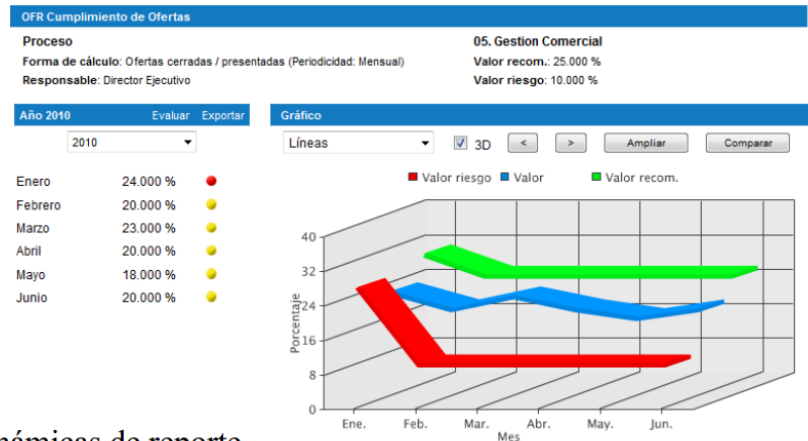 OFR Cumplimiento de Ofertas
Proceso
05. Gestion Comercial
Forma de cálculo: Ofertas cerradas / presentadas (Periodicidad: Mensual)
Valor recom.: 25.000 %
Responsable: Director Ejecutivo
Valor riesgo: 10.000 %
Año 2010 Evaluar Exportar
Gráfico
2010
Líneas 3D < > Ampliar Comparar
Enero 24.000 %
Febrero 20.000 %
Marzo 23.000 %
Abril 20.000 %
Mayo 18.000 %
Junio 20.000 %
Valor riesgo Valor Valor recom.
40
32
24
16
8
0
Porcentaje
Ene. Feb. Mar. Abr. May. Jun.
Mes
námicas de reporte